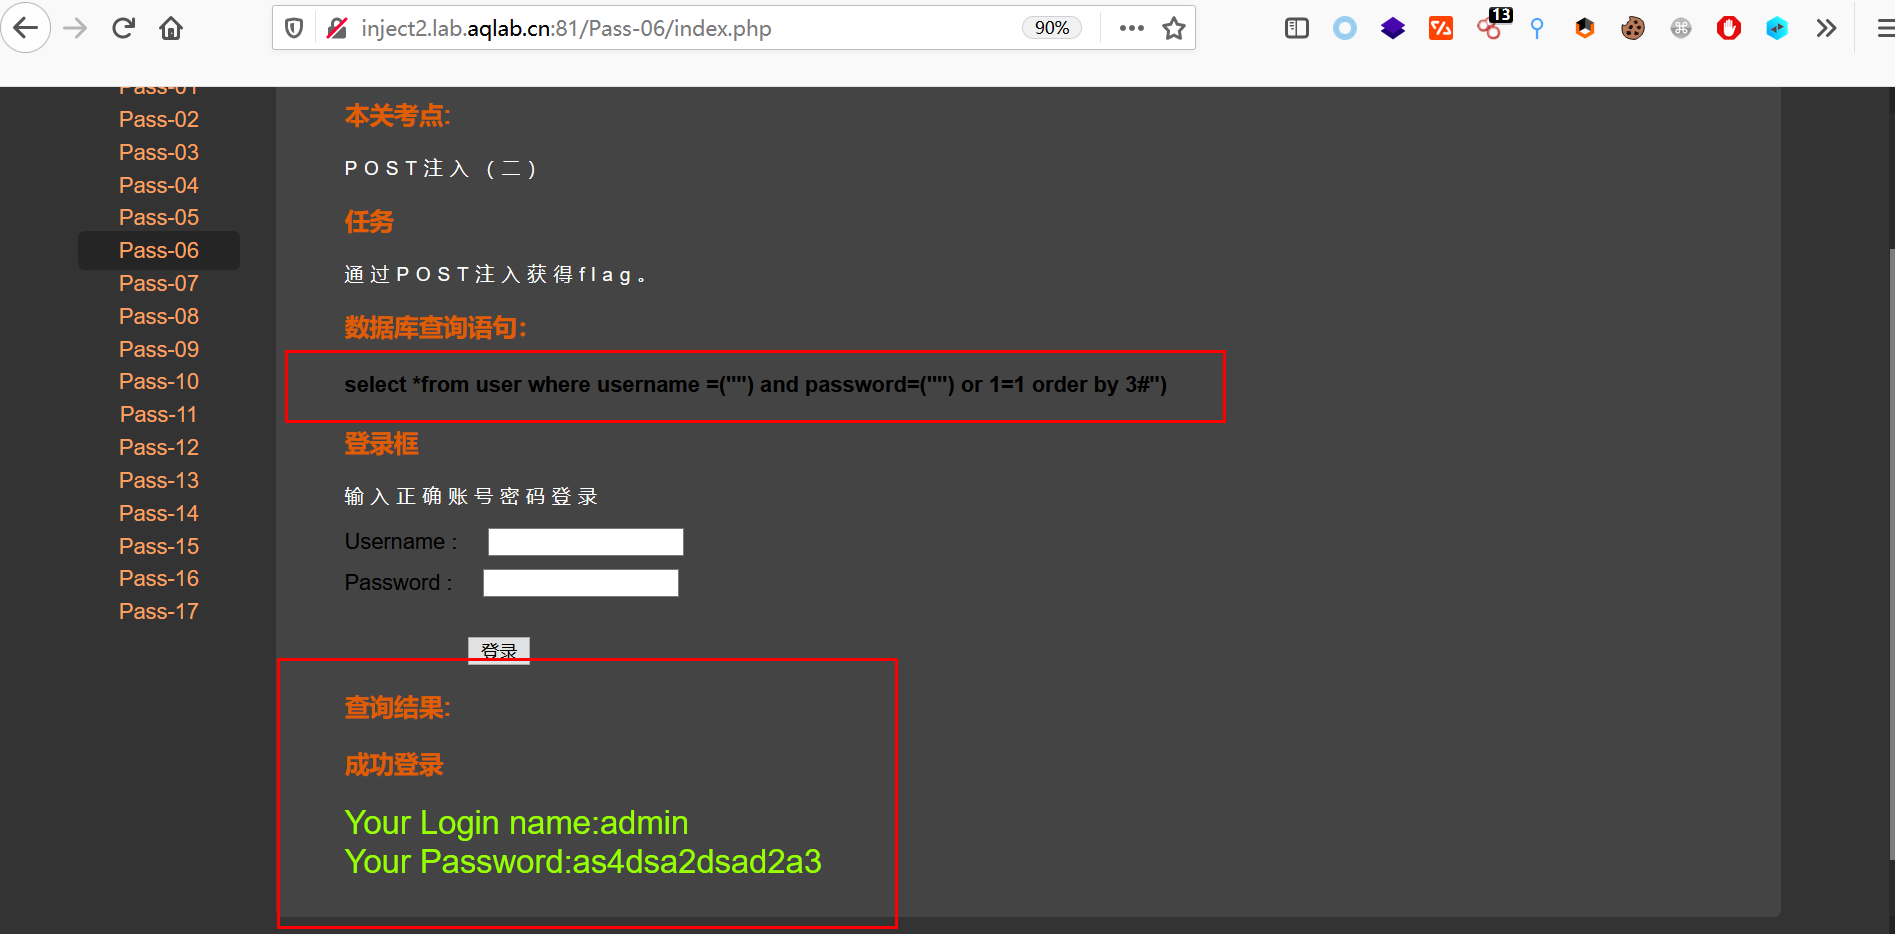 inject2.lab.aqlab.cn:81/Pass-06/index.php
90%
13
Pass-01
Pass-02
Pass-03
Pass-04
Pass-05
Pass-06
Pass-07
Pass-08
Pass-09
Pass-10
Pass-11
Pass-12
Pass-13
Pass-14
Pass-15
Pass-16
Pass-17
本关考点:
POST注入（二）
任务
通过POST注入获得flag。
数据库查询语句：
select *from user where username =("") and password=("") or 1=1 order by 3#")
登录框
输入正确账号密码登录
Username :
Password :
登录
查询结果:
成功登录
Your Login name:admin
Your Password:as4dsa2dsad2a3